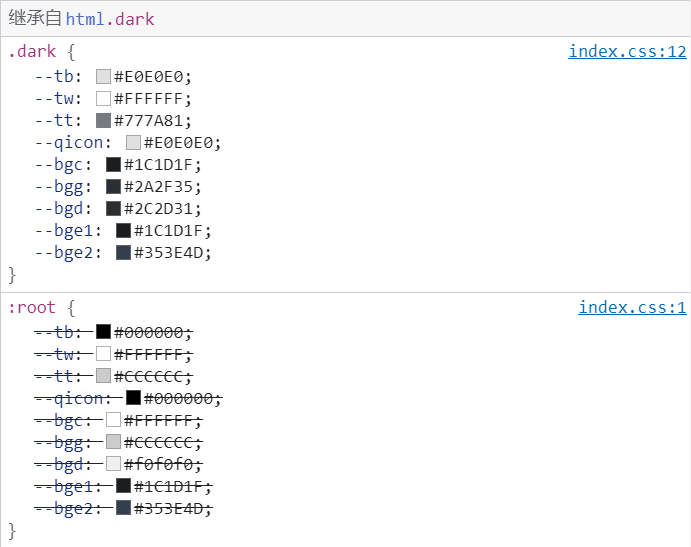 继承自 html.dark
.dark { index.css:12
--tb: #E0E0E0;
--tw: #FFFFFF;
--tt: #777A81;
--qicon: #E0E0E0;
--bgc: #1C1D1F;
--bgg: #2A2F35;
--bgd: #2C2D31;
--bge1: #1C1D1F;
--bge2: #353E4D;
}
:root { index.css:1
--tb: #000000;
--tw: #FFFFFF;
--tt: #CCCCCC;
--qicon: #000000;
--bgc: #FFFFFF;
--bgg: #CCCCCC;
--bgd: #f0f0f0;
--bge1: #1C1D1F;
--bge2: #353E4D;
}